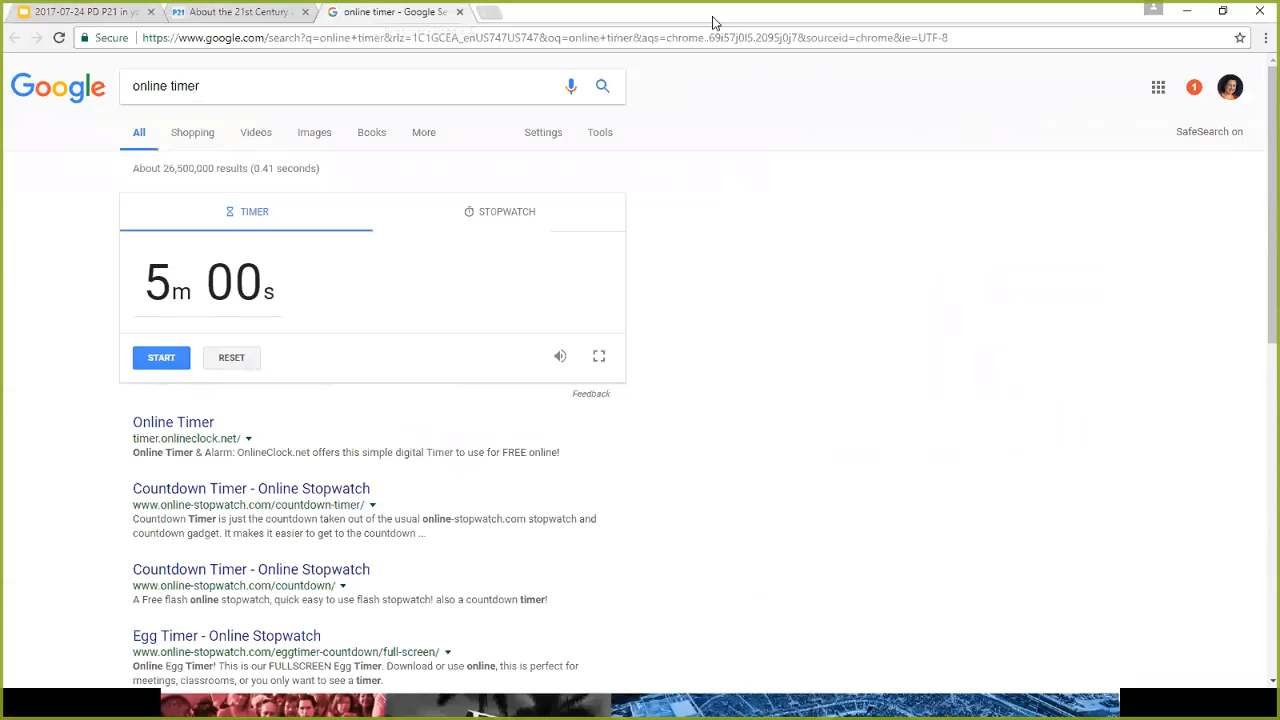 2017-07-24 PD P21 in y
P21 About the 21st Century
online timer - Google Se
Secure https://www.google.com/search?q=online+timer&rlz=1C1GCEA_enUS747US747&oq=online+timer&aqs=chrome..69i57j0l5.2095j0j7&sourceid=chrome&ie=UTF-8
Google
online timer
1
All Shopping Videos Images Books More Settings Tools
SafeSearch on
About 26,500,000 results (0.41 seconds)
TIMER STOPWATCH
5m 00s
START RESET
Feedback
Online Timer
timer.onlineclock.net/
Online Timer & Alarm: OnlineClock.net offers this simple digital Timer to use for FREE online!
Countdown Timer - Online Stopwatch
www.online-stopwatch.com/countdown-timer/
Countdown Timer is just the countdown taken out of the usual online-stopwatch.com stopwatch and
countdown gadget. It makes it easier to get to the countdown ...
Countdown Timer - Online Stopwatch
www.online-stopwatch.com/countdown/
A Free flash online stopwatch, quick easy to use flash stopwatch! also a countdown timer!
Egg Timer - Online Stopwatch
www.online-stopwatch.com/eggtimer-countdown/full-screen/
Online Egg Timer! This is our FULLSCREEN Egg Timer. Download or use online, this is perfect for
meetings, classrooms, or you only want to see a timer.